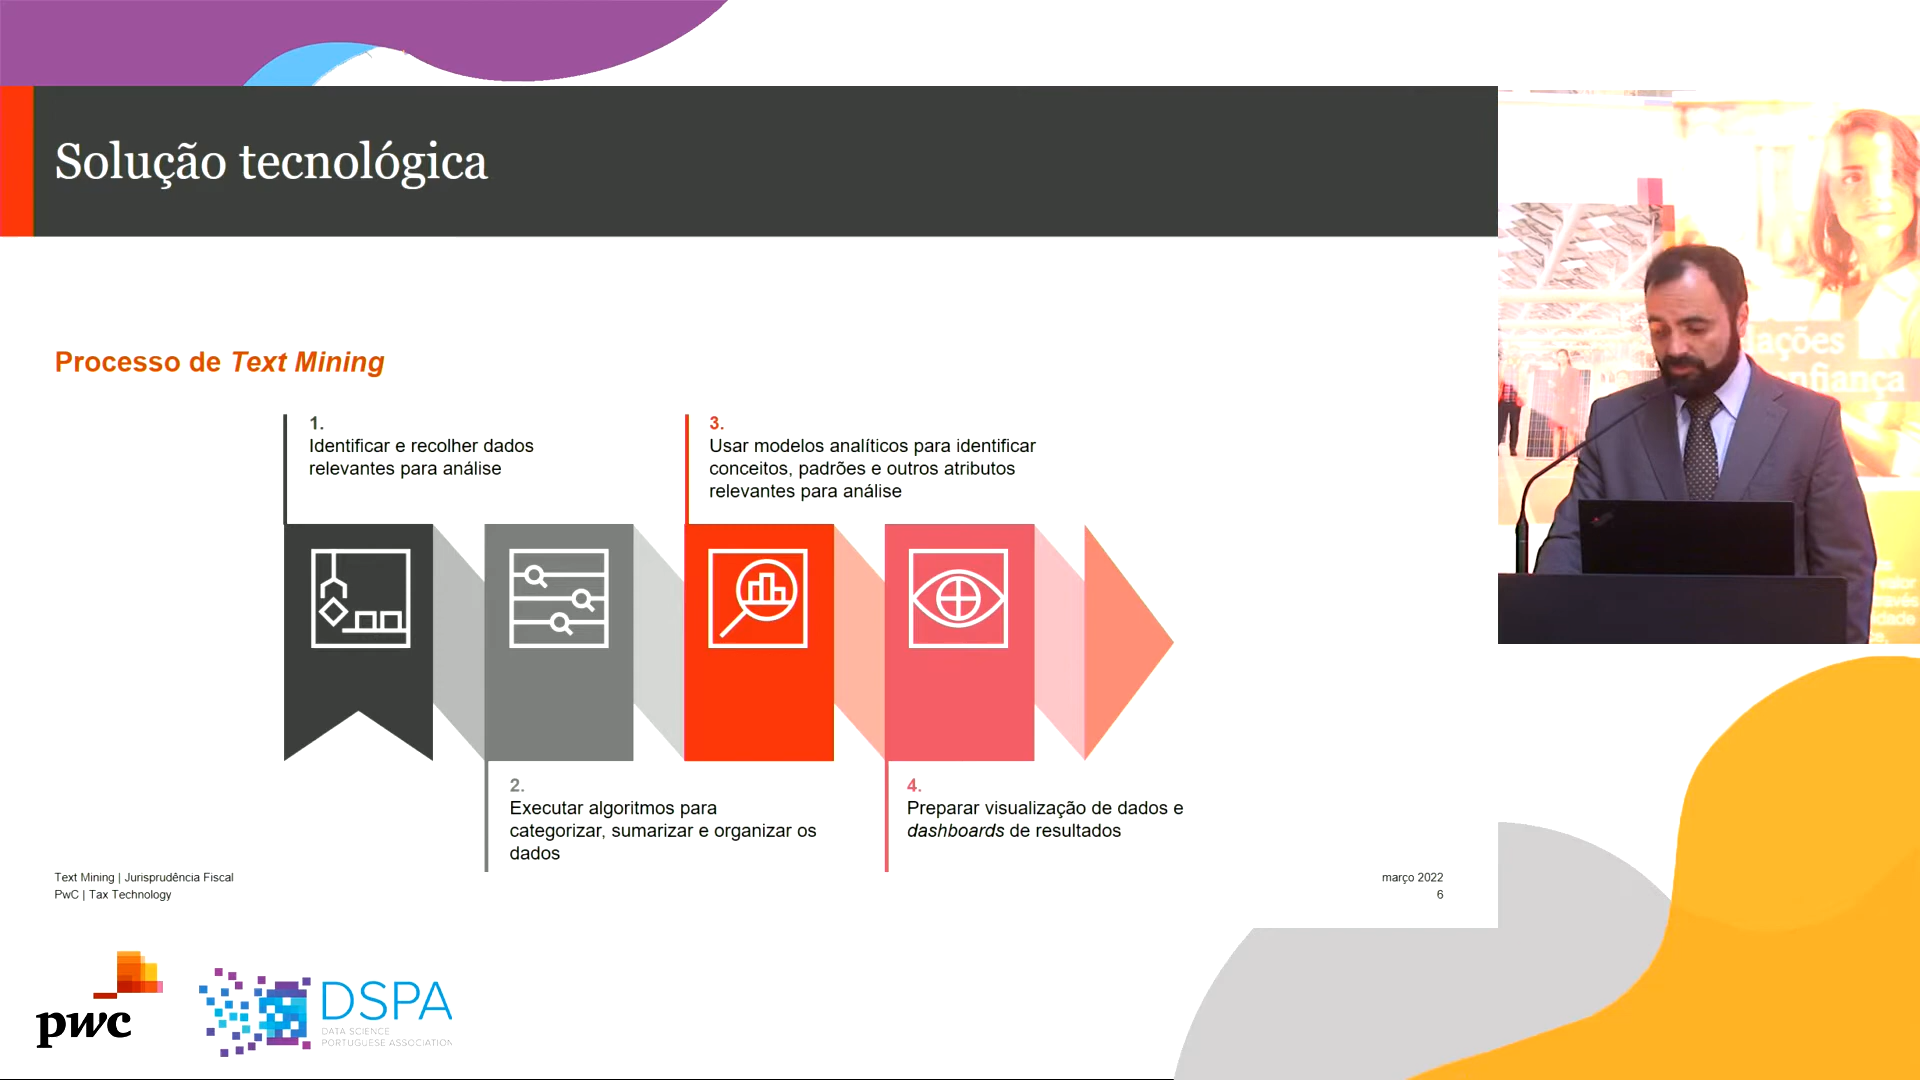 Solução tecnológica
Processo de Text Mining
1.
Identificar e recolher dados
relevantes para análise
3.
Usar modelos analíticos para identificar
conceitos, padrões e outros atributos
relevantes para análise
2.
Executar algoritmos para
categorizar, sumarizar e organizar os
dados
4.
Preparar visualização de dados e
dashboards de resultados
Text Mining | Jurisprudência Fiscal
PwC | Tax Technology
março 2022
6
pwc
DSPA
DATA SCIENCE
PORTUGUESE ASSOCIATION
valor